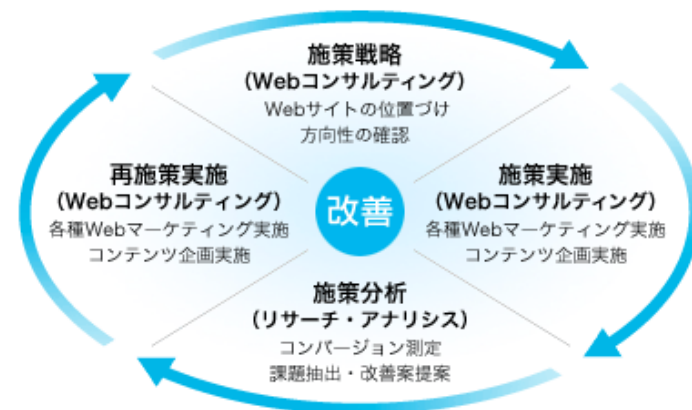 施策戦略
(Webコンサルティング)
Webサイトの位置づけ
方向性の確認
再施策実施
(Webコンサルティング)
各種Webマーケティング実施
コンテンツ企画実施
改善
施策実施
(Webコンサルティング)
各種Webマーケティング実施
コンテンツ企画実施
施策分析
(リサーチ・アナリシス)
コンバージョン測定
課題抽出・改善案提案